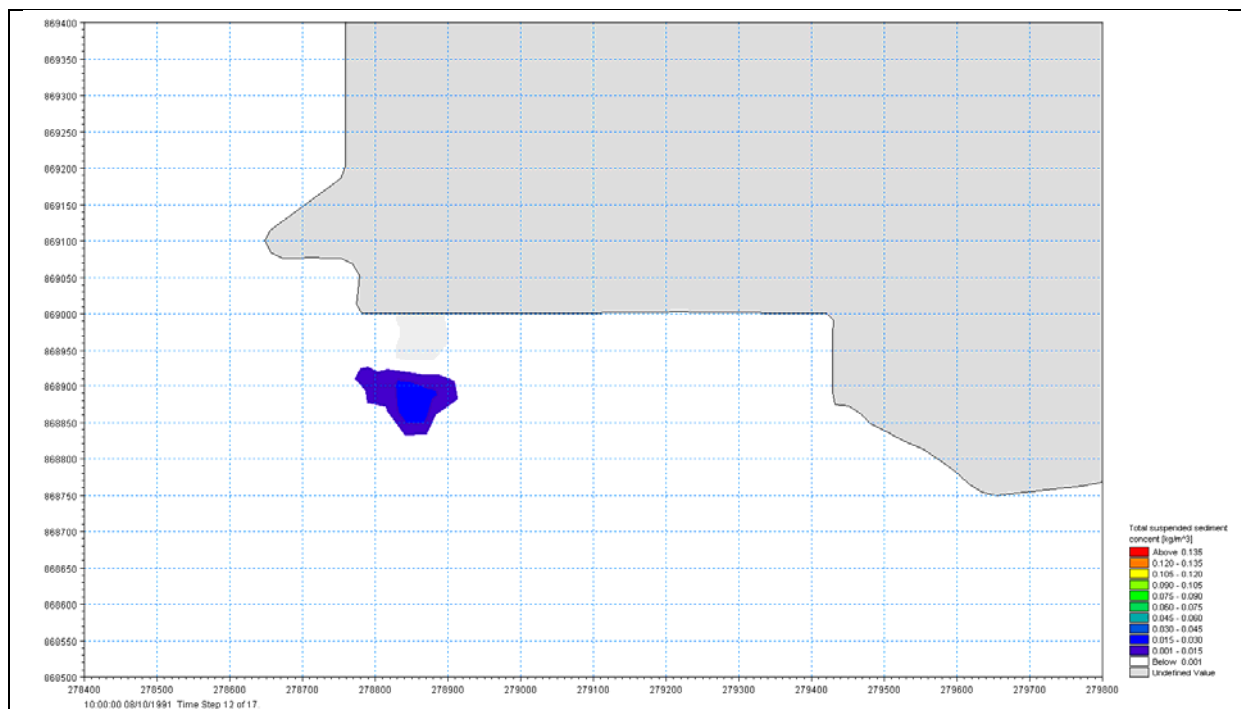 869400
869350
869300
869250
869200
869150
869100
869050
869000
868950
868900
868850
868800
868750
868700
868650
868600
868550
868500
278400 278500 278600 278700 278800 278900 279000 279100 279200 279300 279400 279500 279600 279700 279800
10:00:00 08/10/1991 Time Step 12 of 17.
Total suspended sediment
concent [kg/m^3]
Above 0.135
0.120 - 0.135
0.105 - 0.120
0.090 - 0.105
0.075 - 0.090
0.060 - 0.075
0.045 - 0.060
0.030 - 0.045
0.015 - 0.030
0.001 - 0.015
Below 0.001
Undefined Value